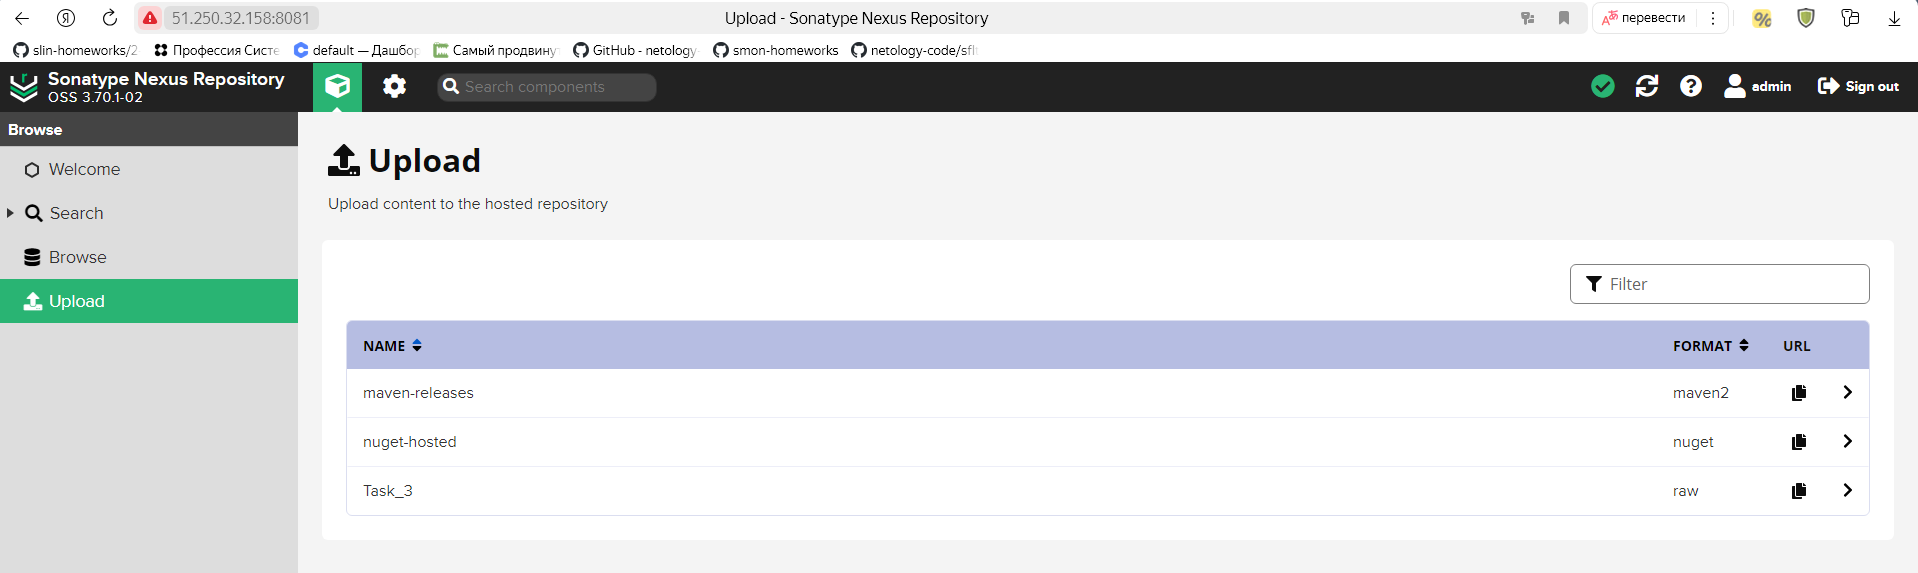 51.250.32.158:8081
Upload - Sonatype Nexus Repository
перевести
slin-homeworks/2
Профессия Систе
default — Дашбор
Самый продвину
GitHub - netology-
smon-homeworks
netology-code/sflt
Sonatype Nexus Repository
OSS 3.70.1-02
Search components
admin
Sign out
Browse
Welcome
Search
Browse
Upload
Upload
Upload content to the hosted repository
Filter
NAME FORMAT URL
maven-releases maven2
nuget-hosted nuget
Task_3 raw